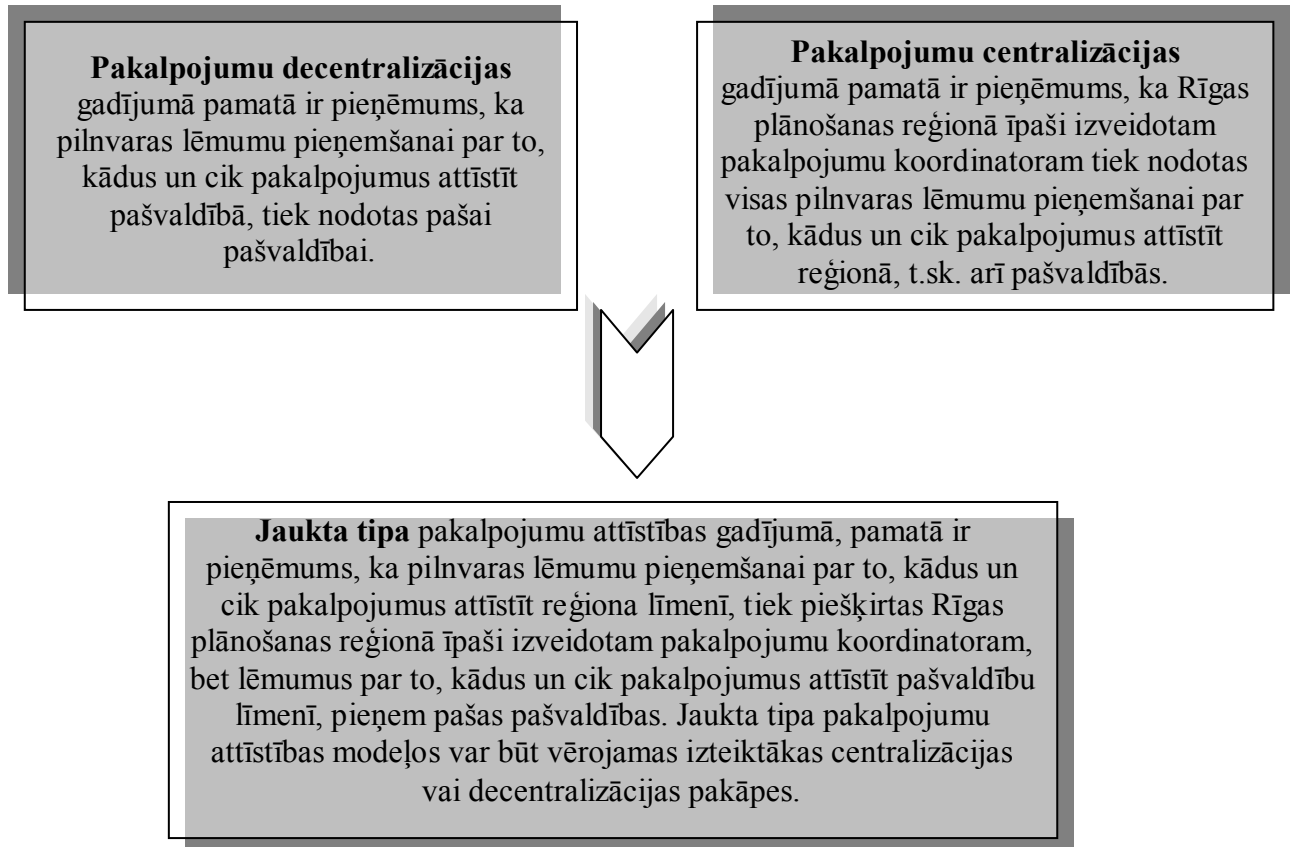 Pakalpojumu decentralizācijas
gadījumā pamatā ir pieņēmums, ka
pilnvaras lēmumu pieņemšanai par to,
kādus un cik pakalpojumus attīstīt
pašvaldībā, tiek nodotas pašai
pašvaldībai.
Pakalpojumu centralizācijas
gadījumā pamatā ir pieņēmums, ka Rīgas
plānošanas reģionā īpaši izveidotam
pakalpojumu koordinatoram tiek nodotas
visas pilnvaras lēmumu pieņemšanai par
to, kādus un cik pakalpojumus attīstīt
reģionā, t.sk. arī pašvaldībās.
Jaukta tipa pakalpojumu attīstības gadījumā, pamatā ir
pieņēmums, ka pilnvaras lēmumu pieņemšanai par to, kādus un
cik pakalpojumus attīstīt reģiona līmenī, tiek piešķirtas Rīgas
plānošanas reģionā īpaši izveidotam pakalpojumu koordinatoram,
bet lēmumus par to, kādus un cik pakalpojumus attīstīt pašvaldību
līmenī, pieņem pašas pašvaldības. Jaukta tipa pakalpojumu
attīstības modeļos var būt vērojamas izteiktākas centralizācijas
vai decentralizācijas pakāpes.